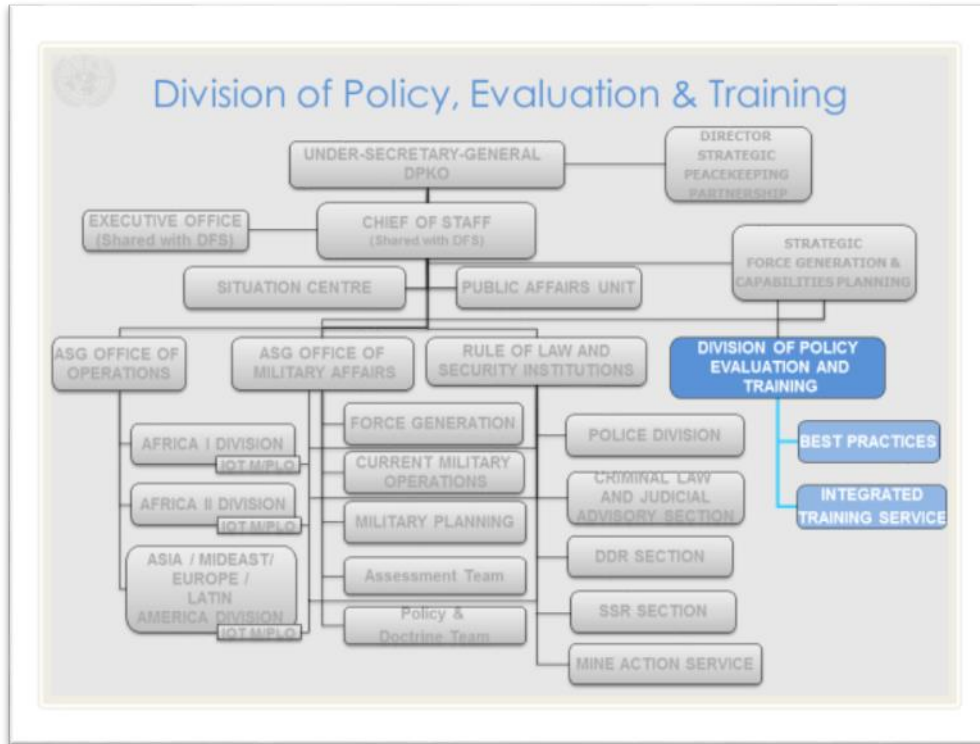 Division of Policy, Evaluation & Training
UNDER-SECRETARY-GENERAL
DPKO
DIRECTOR
STRATEGIC
PEACEKEEPING
PARTNERSHIP
EXECUTIVE OFFICE
(Shared with DFS)
CHIEF OF STAFF
(Shared with DFS)
STRATEGIC
FORCE GENERATION &
CAPABILITIES PLANNING
SITUATION CENTRE
PUBLIC AFFAIRS UNIT
ASG OFFICE OF
OPERATIONS
ASG OFFICE OF
MILITARY AFFAIRS
RULE OF LAW AND
SECURITY INSTITUTIONS
DIVISION OF POLICY
EVALUATION AND
TRAINING
AFRICA I DIVISION
IOT M/PLO
AFRICA II DIVISION
IOT M/PLO
ASIA / MIDEAST/
EUROPE /
LATIN
AMERICA DIVISION
IOT M/PLO
FORCE GENERATION
CURRENT MILITARY
OPERATIONS
MILITARY PLANNING
Assessment Team
Policy &
Doctrine Team
POLICE DIVISION
CRIMINAL LAW
AND JUDICIAL
ADVISORY SECTION
DDR SECTION
SSR SECTION
MINE ACTION SERVICE
BEST PRACTICES
INTEGRATED
TRAINING SERVICE